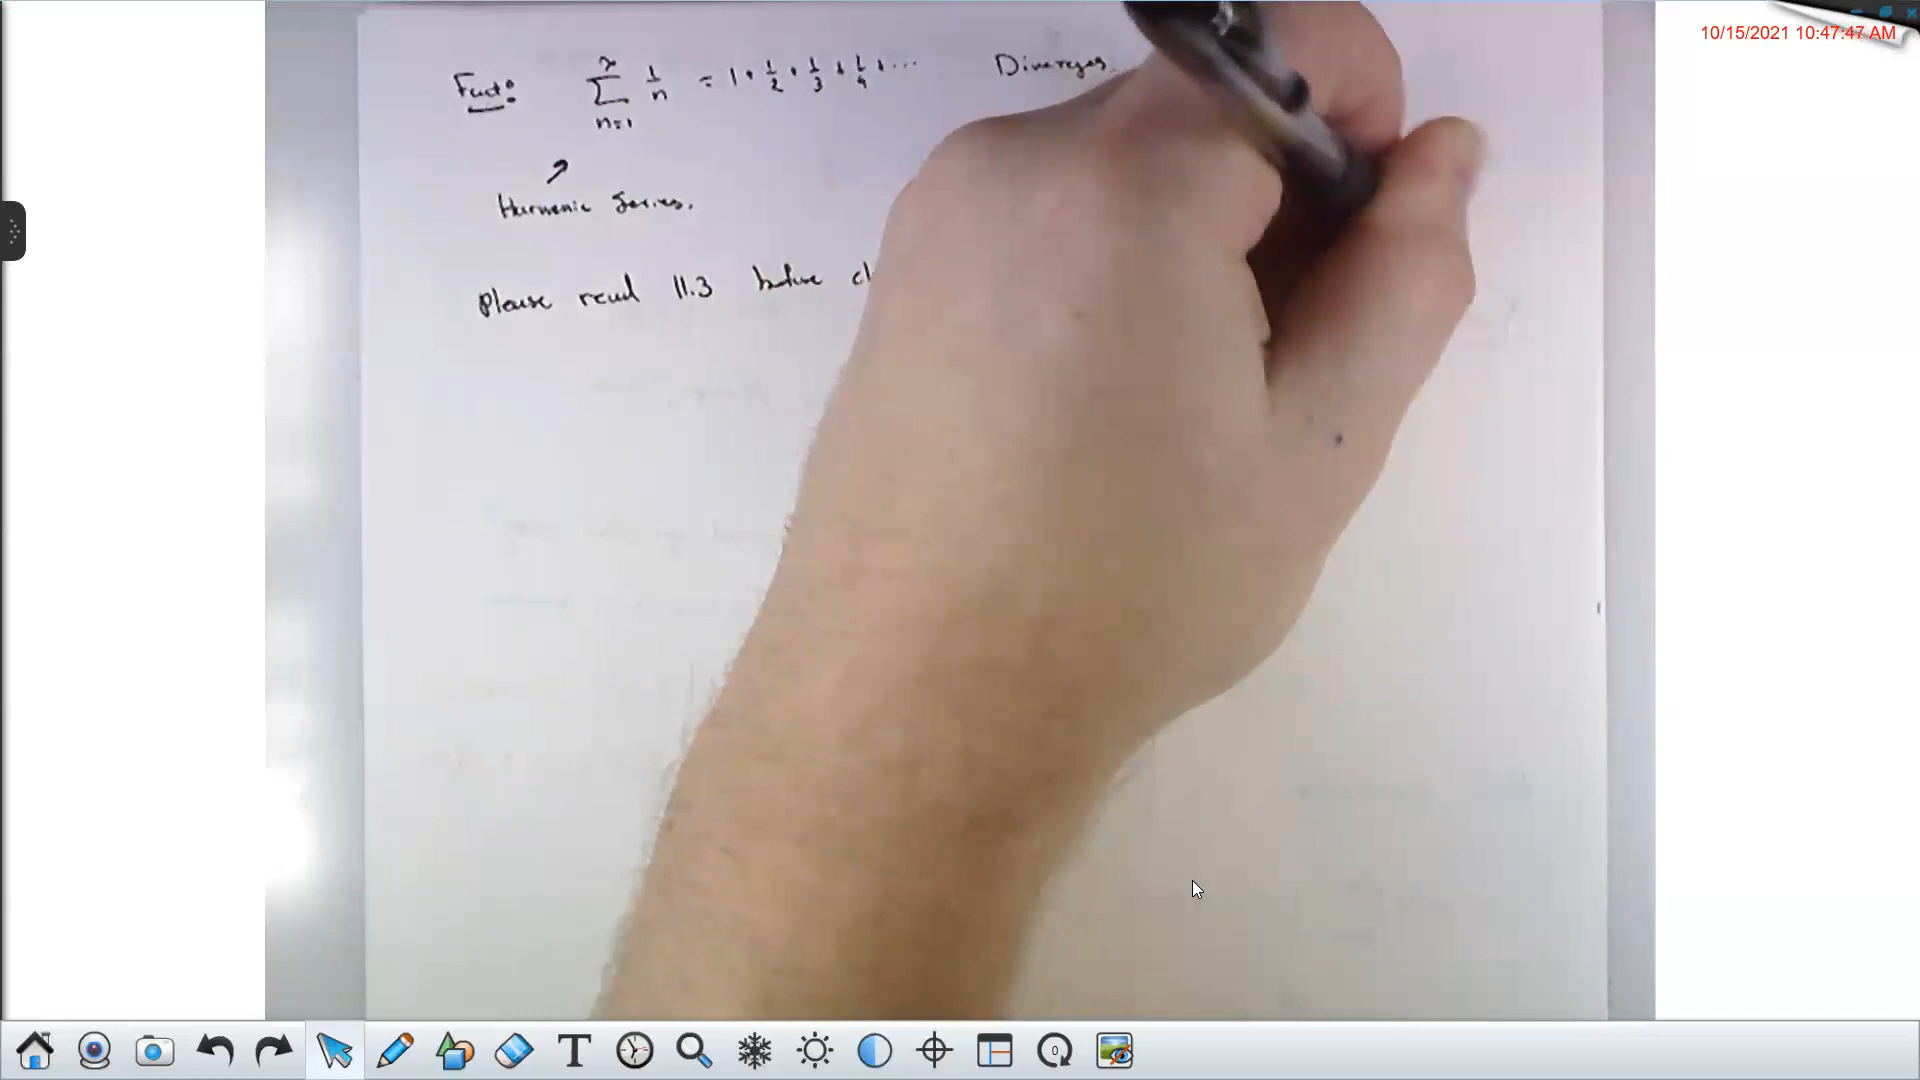 10/15/2021 10:47:47 AM
Fact: ∞ ∑ n=1 1/n = 1 + 1/2 + 1/3 + 1/4 + ... Diverges.
Harmonic Series.
Please read 11.3 before
T
0